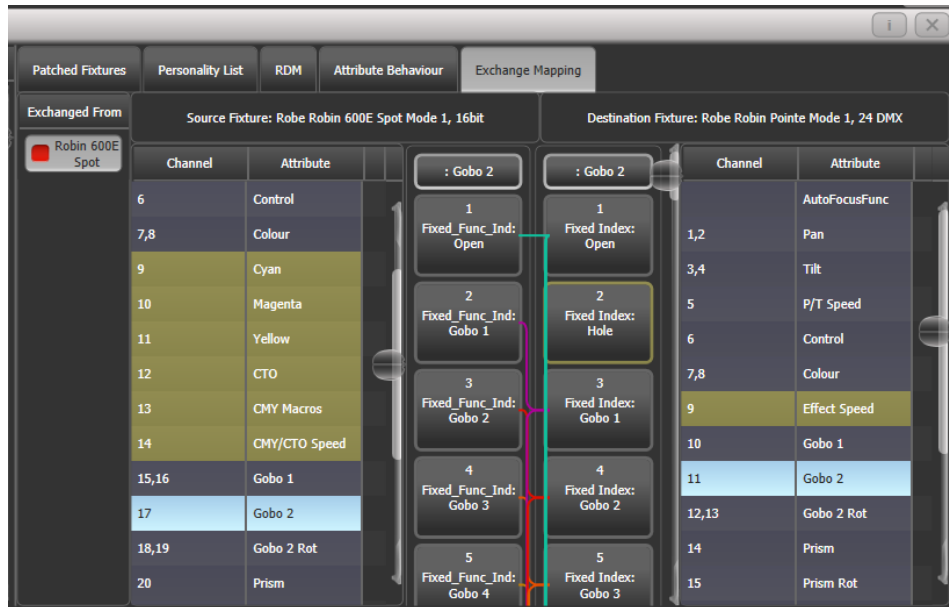 i
Patched Fixtures Personality List RDM Attribute Behaviour Exchange Mapping
Exchanged From Source Fixture: Robe Robin 600E Spot Mode 1, 16bit Destination Fixture: Robe Robin Pointe Mode 1, 24 DMX
Robin 600E
Spot
Channel Attribute
6 Control
7,8 Colour
9 Cyan
10 Magenta
11 Yellow
12 CTO
13 CMY Macros
14 CMY/CTO Speed
15,16 Gobo 1
17 Gobo 2
18,19 Gobo 2 Rot
20 Prism
: Gobo 2
1
Fixed_Func_Ind:
Open
2
Fixed_Func_Ind:
Gobo 1
3
Fixed_Func_Ind:
Gobo 2
4
Fixed_Func_Ind:
Gobo 3
5
Fixed_Func_Ind:
Gobo 4
: Gobo 2
1
Fixed Index:
Open
2
Fixed Index:
Hole
3
Fixed Index:
Gobo 1
4
Fixed Index:
Gobo 2
5
Fixed Index:
Gobo 3
Channel Attribute
AutoFocusFunc
1,2 Pan
3,4 Tilt
5 P/T Speed
6 Control
7,8 Colour
9 Effect Speed
10 Gobo 1
11 Gobo 2
12,13 Gobo 2 Rot
14 Prism
15 Prism Rot